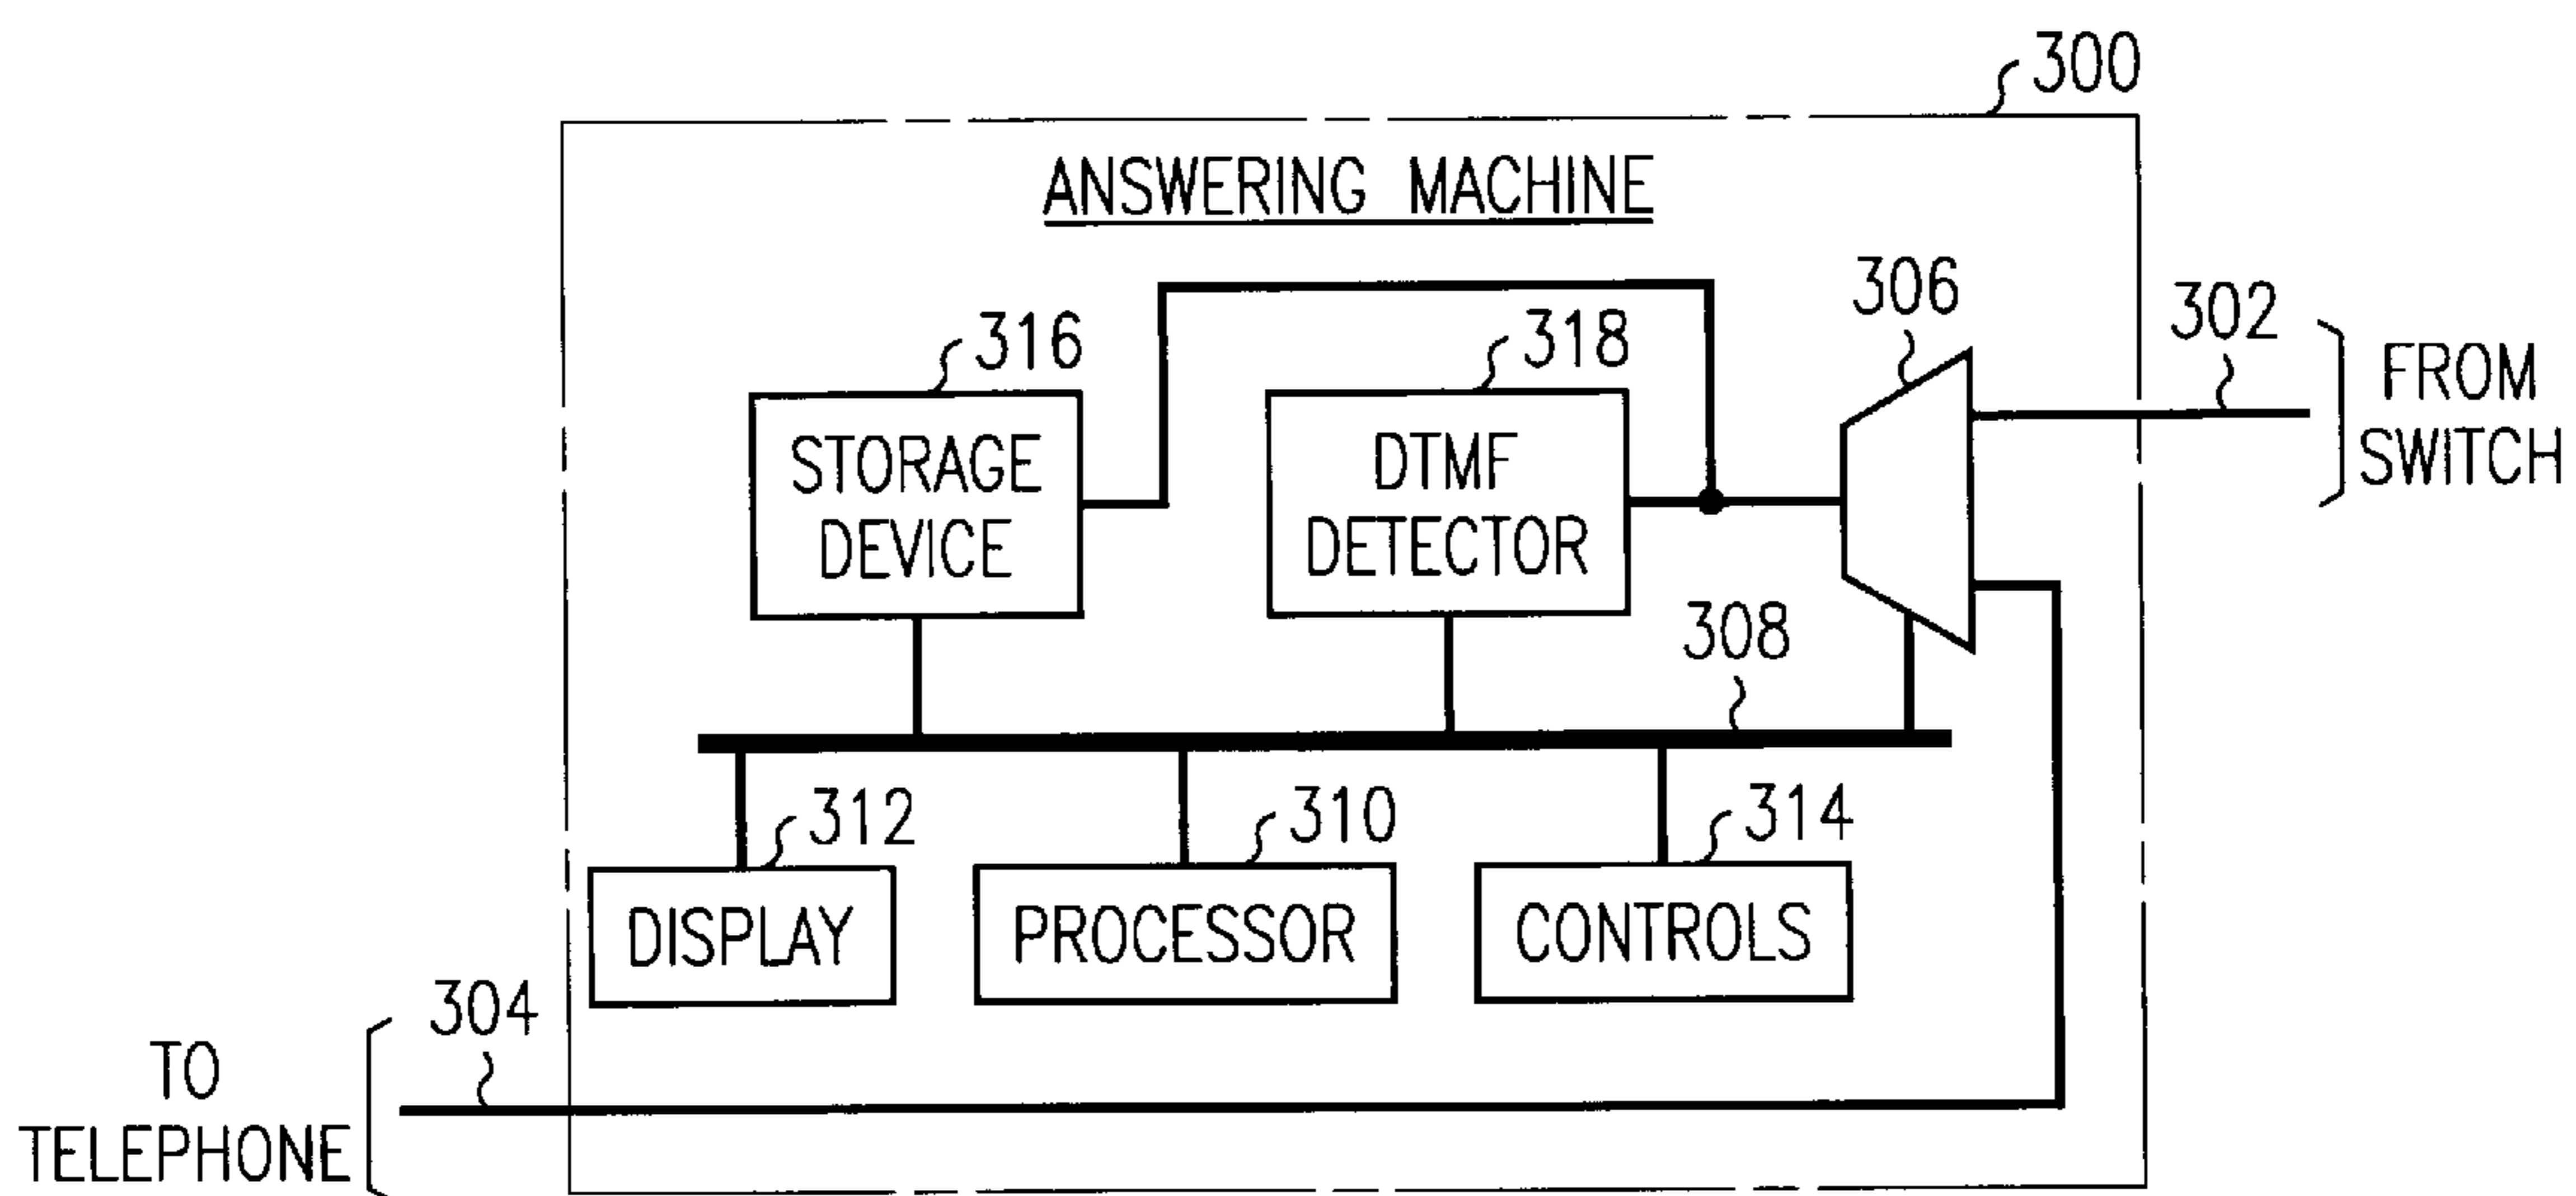 300
ANSWERING MACHINE
306
302
316
318
FROM
SWITCH
STORAGE
DEVICE
DTMF
DETECTOR
308
312
310
314
DISPLAY
PROCESSOR
CONTROLS
304
TO
TELEPHONE